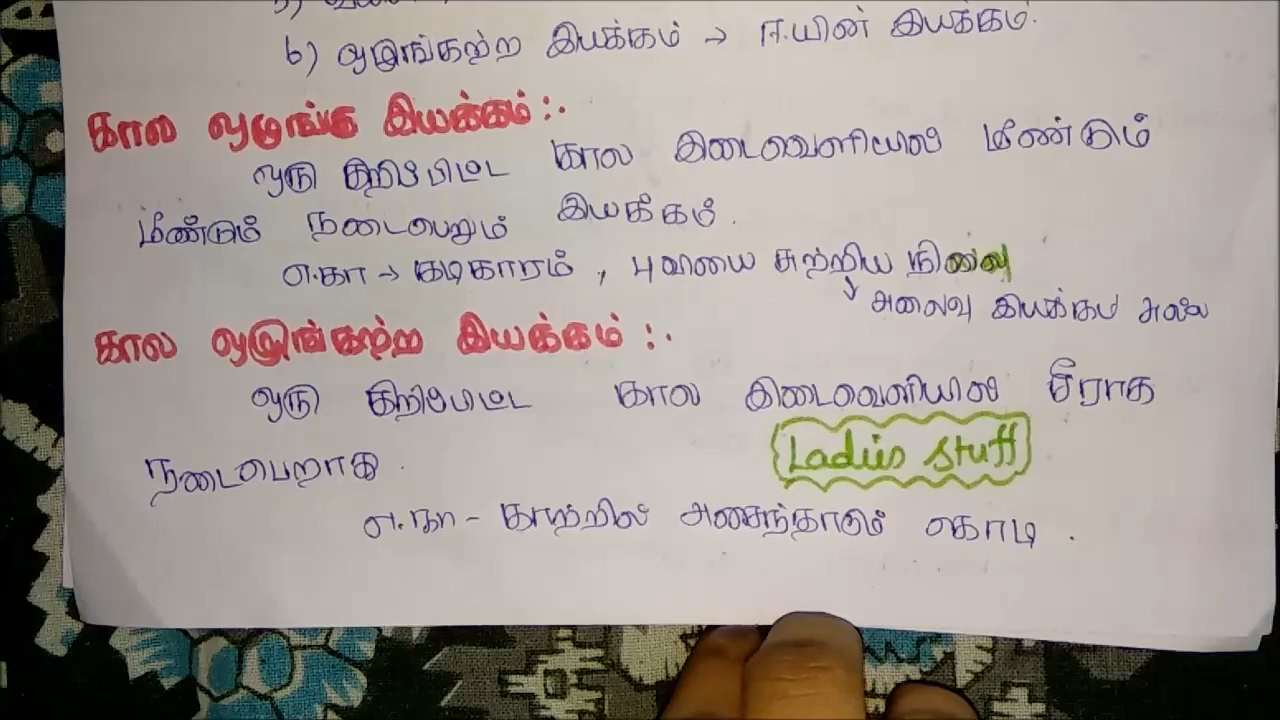 6) ஒழுங்கற்ற இயக்கம் → ஈ.யின் இயக்கம்.
கால ஒழுங்கு இயக்கம் :.
ஒரு குறிப்பிட்ட கால இடைவெளியில் மீண்டும்
மீண்டும் நடைபெறும் இயக்கம் .
எ.கா → கடிகாரம் , புவியை சுற்றிய நிலவு
அலைவு இயக்கம் அல்ல
கால ஒழுங்கற்ற இயக்கம் :.
ஒரு குறிப்பிட்ட கால இடைவெளியில் சீராக
Ladies Stuff
நடைபெறாது .
எ.கா - காற்றில் அசைந்தாடும் கொடி .